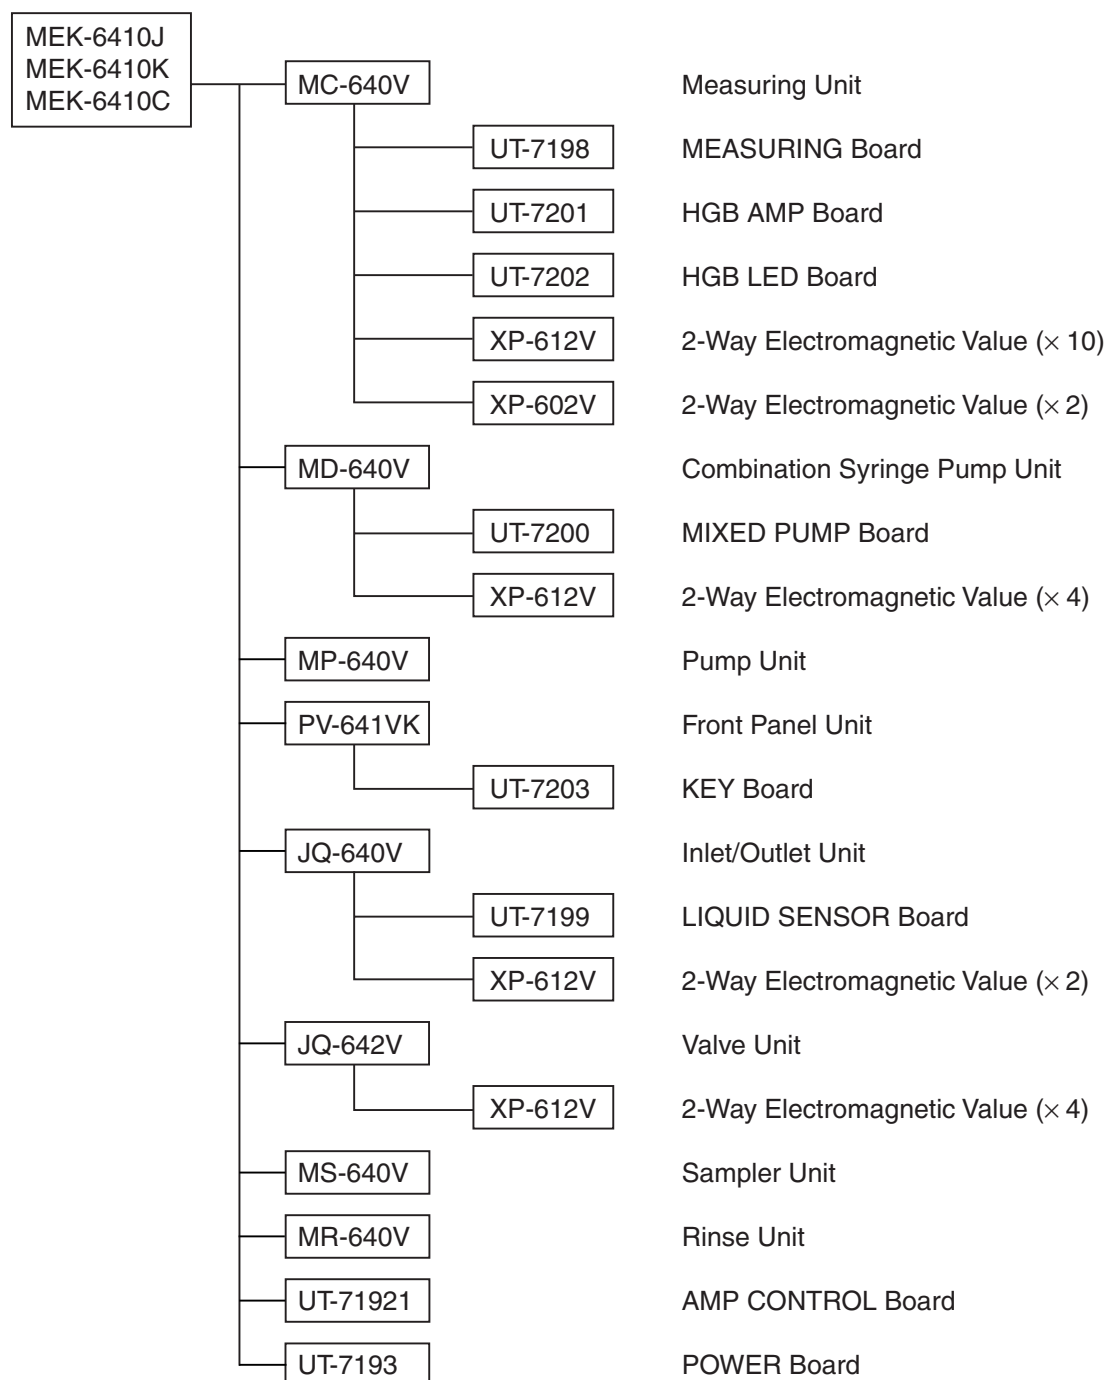 MEK-6410J
MEK-6410K
MEK-6410C
MC-640V Measuring Unit
UT-7198 MEASURING Board
UT-7201 HGB AMP Board
UT-7202 HGB LED Board
XP-612V 2-Way Electromagnetic Value (× 10)
XP-602V 2-Way Electromagnetic Value (× 2)
MD-640V Combination Syringe Pump Unit
UT-7200 MIXED PUMP Board
XP-612V 2-Way Electromagnetic Value (× 4)
MP-640V Pump Unit
PV-641VK Front Panel Unit
UT-7203 KEY Board
JQ-640V Inlet/Outlet Unit
UT-7199 LIQUID SENSOR Board
XP-612V 2-Way Electromagnetic Value (× 2)
JQ-642V Valve Unit
XP-612V 2-Way Electromagnetic Value (× 4)
MS-640V Sampler Unit
MR-640V Rinse Unit
UT-71921 AMP CONTROL Board
UT-7193 POWER Board